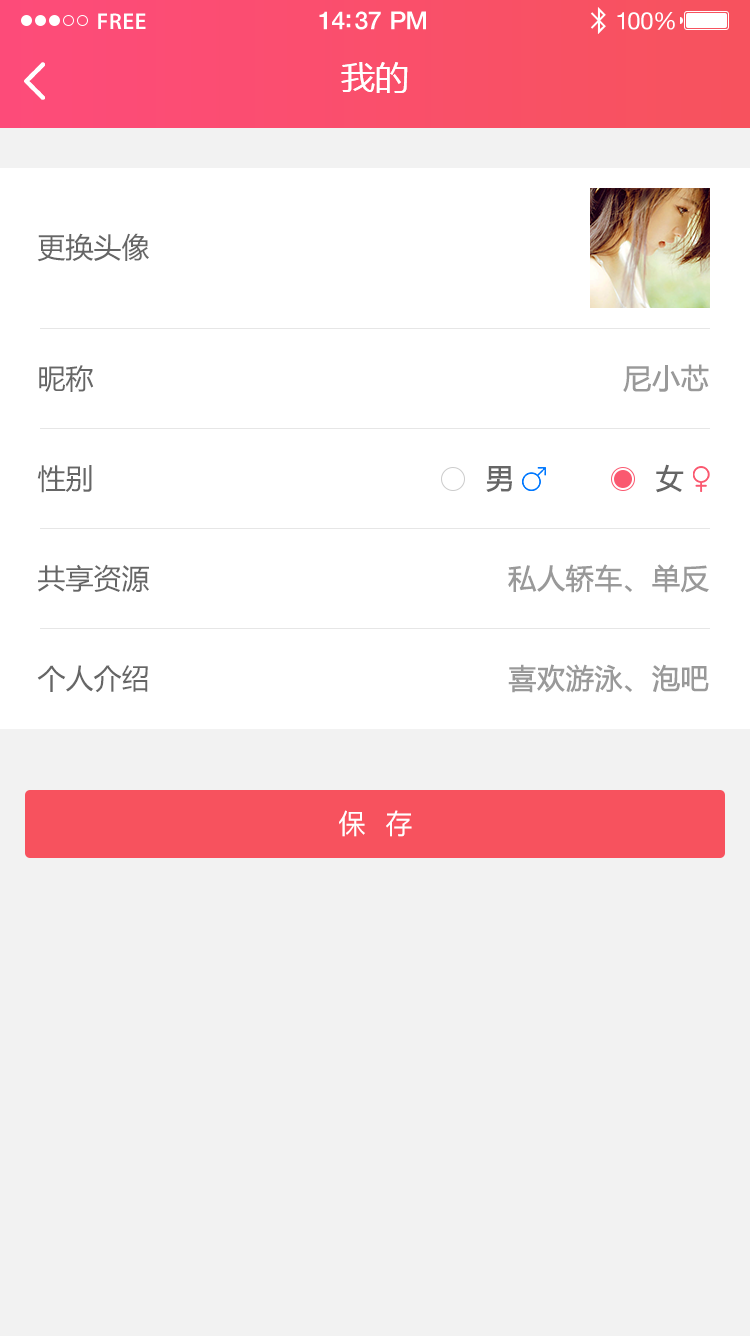 FREE 14:37 PM 100%
我的
更换头像
昵称 尼小芯
性别 男 女
共享资源 私人轿车、单反
个人介绍 喜欢游泳、泡吧
保 存